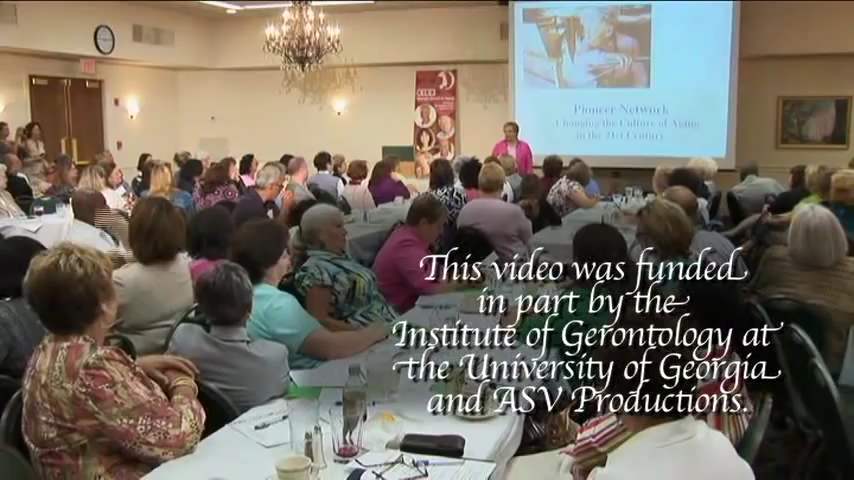 Pioneer Network
Changing the Culture of Aging
in the 21st Century
This video was funded
in part by the
Institute of Gerontology at
the University of Georgia
and ASV Productions.